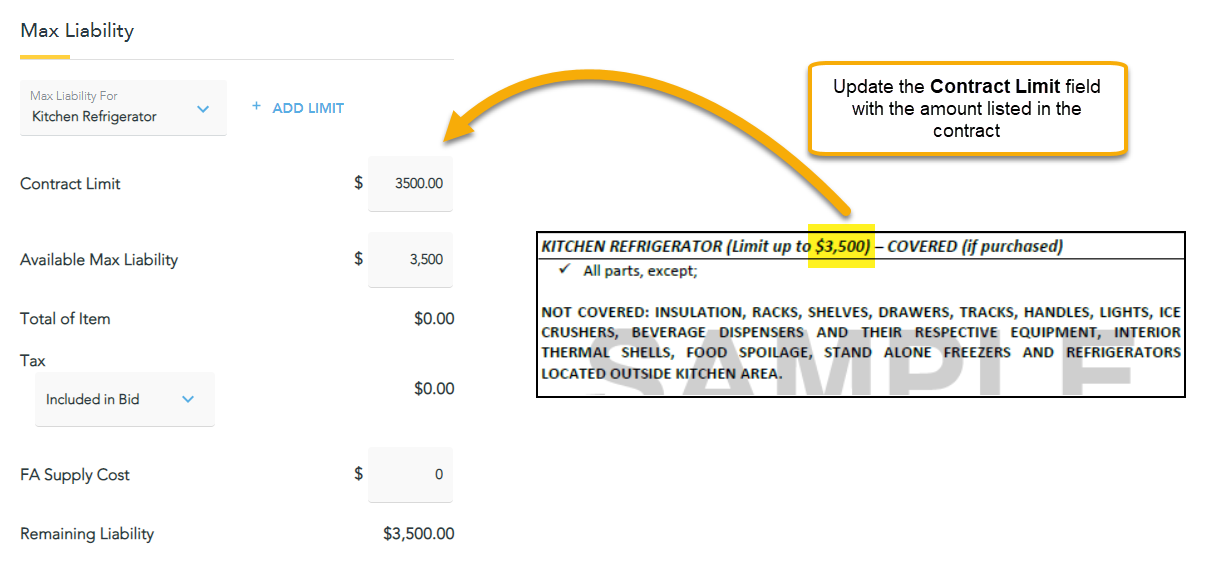 Max Liability
Max Liability For
Kitchen Refrigerator
+ ADD LIMIT
Contract Limit $ 3500.00
Available Max Liability $ 3,500
Total of Item $0.00
Tax
Included in Bid $0.00
FA Supply Cost $ 0
Remaining Liability $3,500.00
Update the Contract Limit field
with the amount listed in the
contract
KITCHEN REFRIGERATOR (Limit up to $3,500) – COVERED (if purchased)
✓ All parts, except;
NOT COVERED: INSULATION, RACKS, SHELVES, DRAWERS, TRACKS, HANDLES, LIGHTS, ICE
CRUSHERS, BEVERAGE DISPENSERS AND THEIR RESPECTIVE EQUIPMENT, INTERIOR
THERMAL SHELLS, FOOD SPOILAGE, STAND ALONE FREEZERS AND REFRIGERATORS
LOCATED OUTSIDE KITCHEN AREA.
SAMPLE